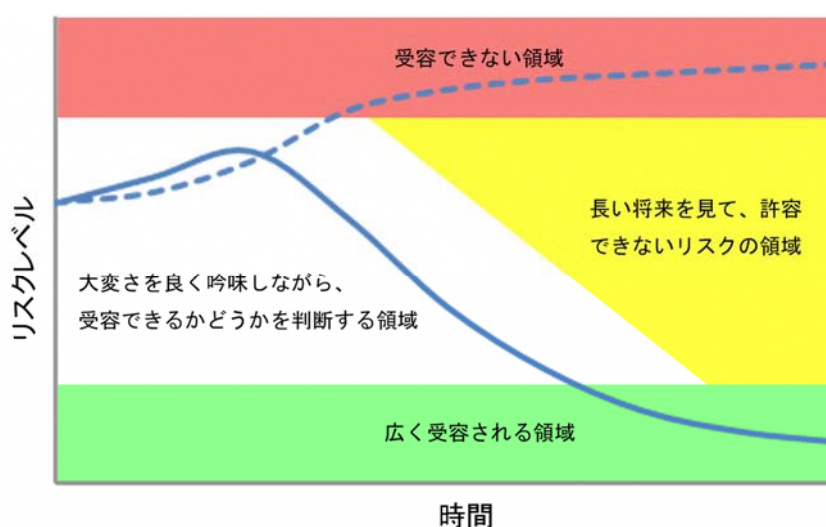 受容できない領域
長い将来を見て、許容
できないリスクの領域
大変さを良く吟味しながら、
受容できるかどうかを判断する領域
広く受容される領域
リスクレベル
時間